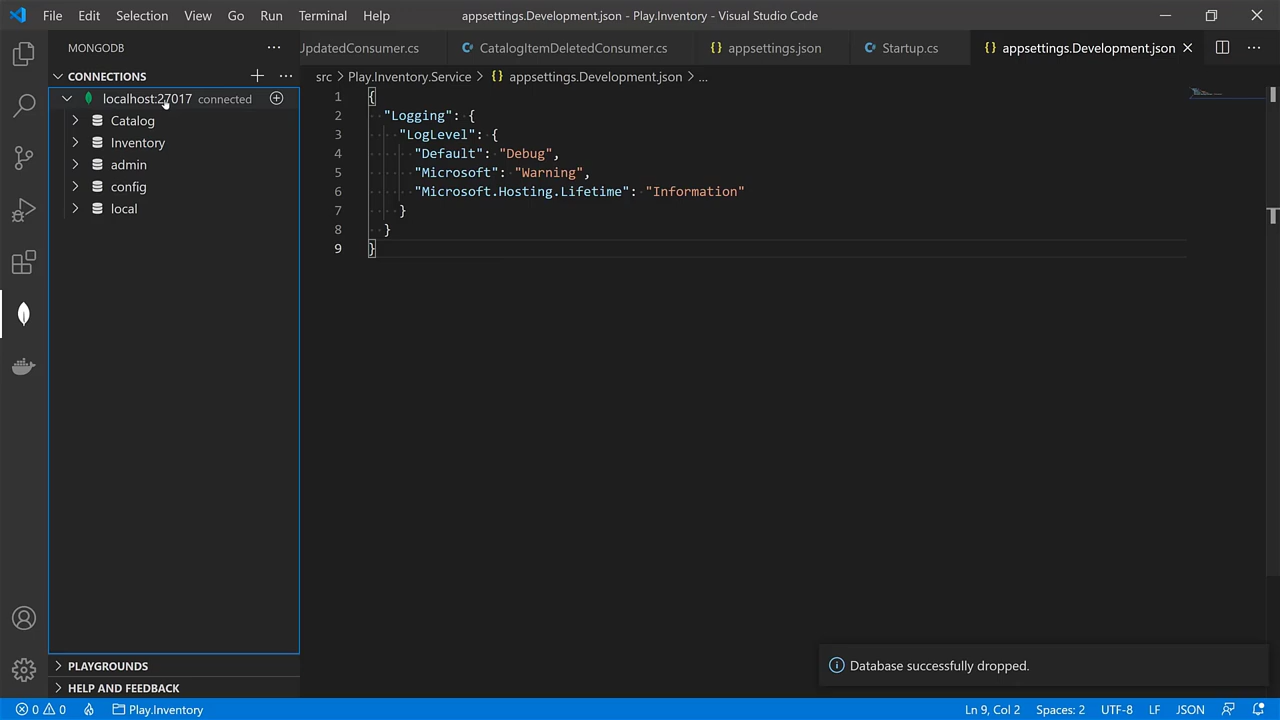 File Edit Selection View Go Run Terminal Help
appsettings.Development.json - Play.Inventory - Visual Studio Code
MONGODB
UpdatedConsumer.cs
CatalogItemDeletedConsumer.cs
{} appsettings.json
Startup.cs
{} appsettings.Development.json
CONNECTIONS
src > Play.Inventory.Service > {} appsettings.Development.json > ...
localhost:27017 connected
Catalog
Inventory
admin
config
local
1 {
2 "Logging": {
3 "LogLevel": {
4 "Default": "Debug",
5 "Microsoft": "Warning",
6 "Microsoft.Hosting.Lifetime": "Information"
7 }
8 }
9 }
PLAYGROUNDS
HELP AND FEEDBACK
Database successfully dropped.
0 0 Play.Inventory
Ln 9, Col 2 Spaces: 2 UTF-8 LF JSON